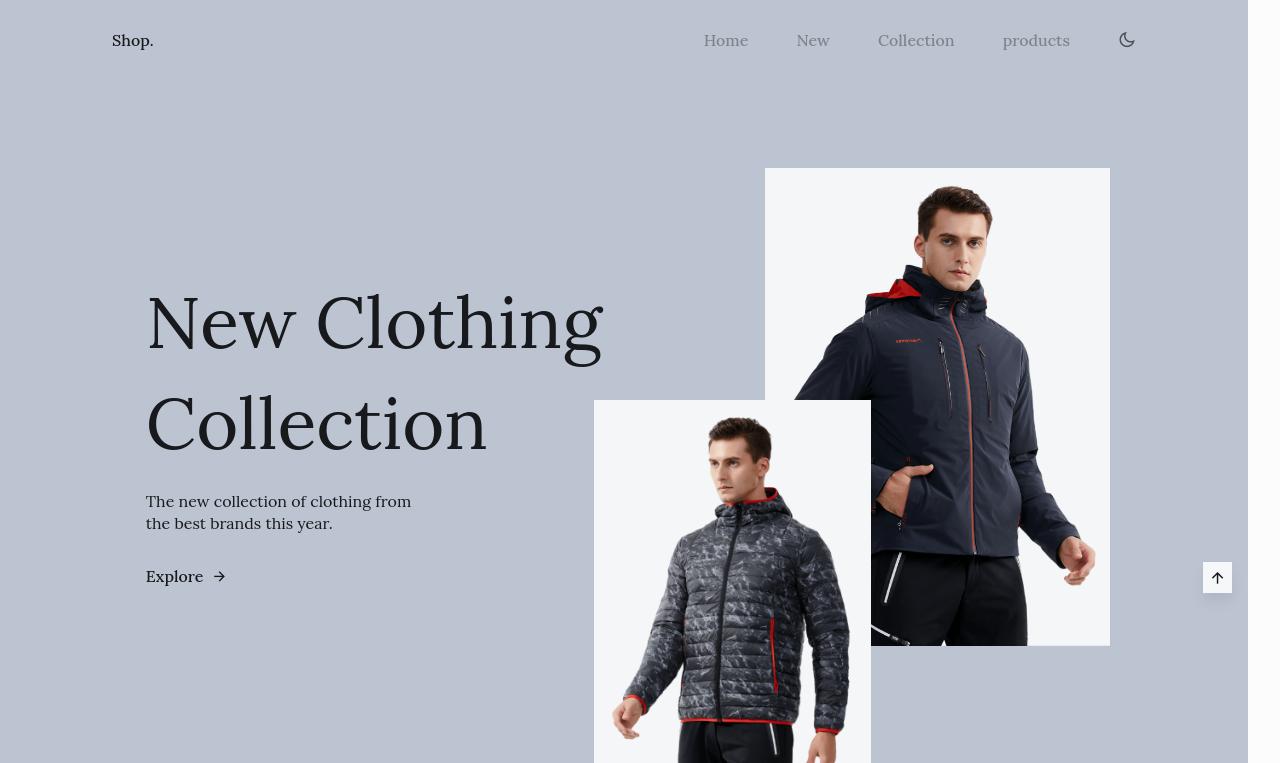 Shop.
Home
New
Collection
products
New Clothing
Collection
The new collection of clothing from
the best brands this year.
Explore